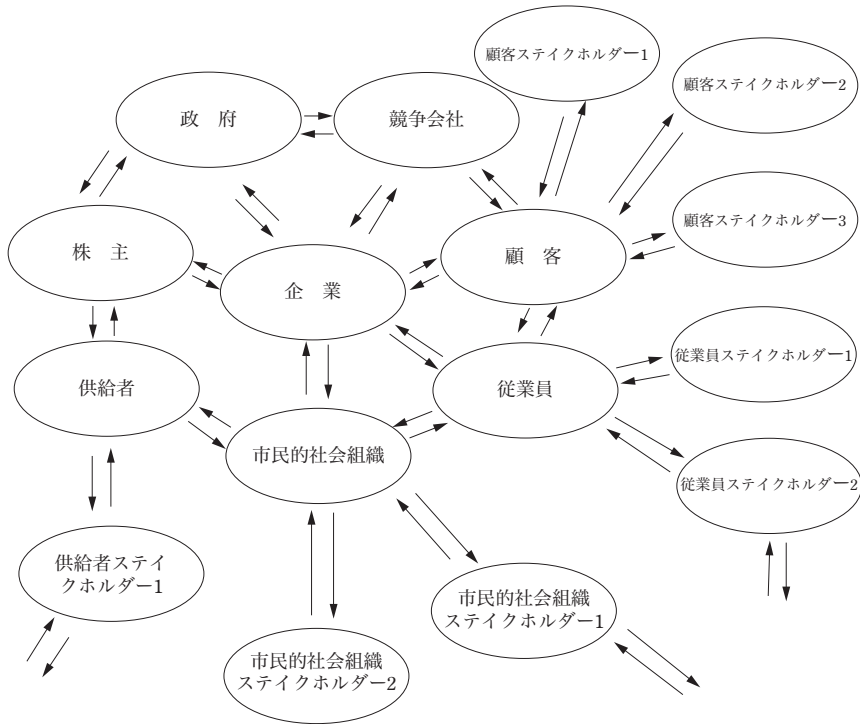 顧客ステイクホルダー1
顧客ステイクホルダー2
政　府
競争会社
顧客ステイクホルダー3
株　主
顧　客
企　業
従業員ステイクホルダー1
供給者
従業員
市民的社会組織
従業員ステイクホルダー2
供給者ステイ
クホルダー1
市民的社会組織
ステイクホルダー1
市民的社会組織
ステイクホルダー2